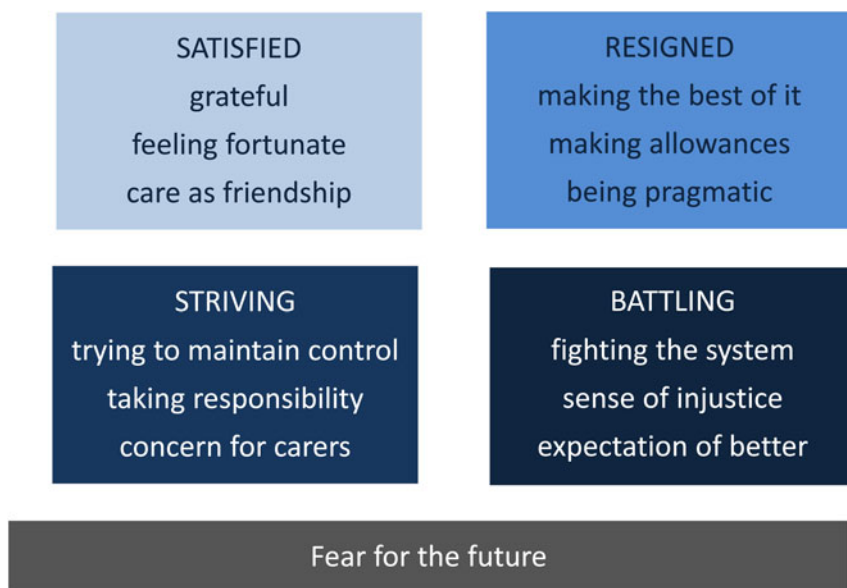 SATISFIED
grateful
feeling fortunate
care as friendship
RESIGNED
making the best of it
making allowances
being pragmatic
STRIVING
trying to maintain control
taking responsibility
concern for carers
BATTLING
fighting the system
sense of injustice
expectation of better
Fear for the future